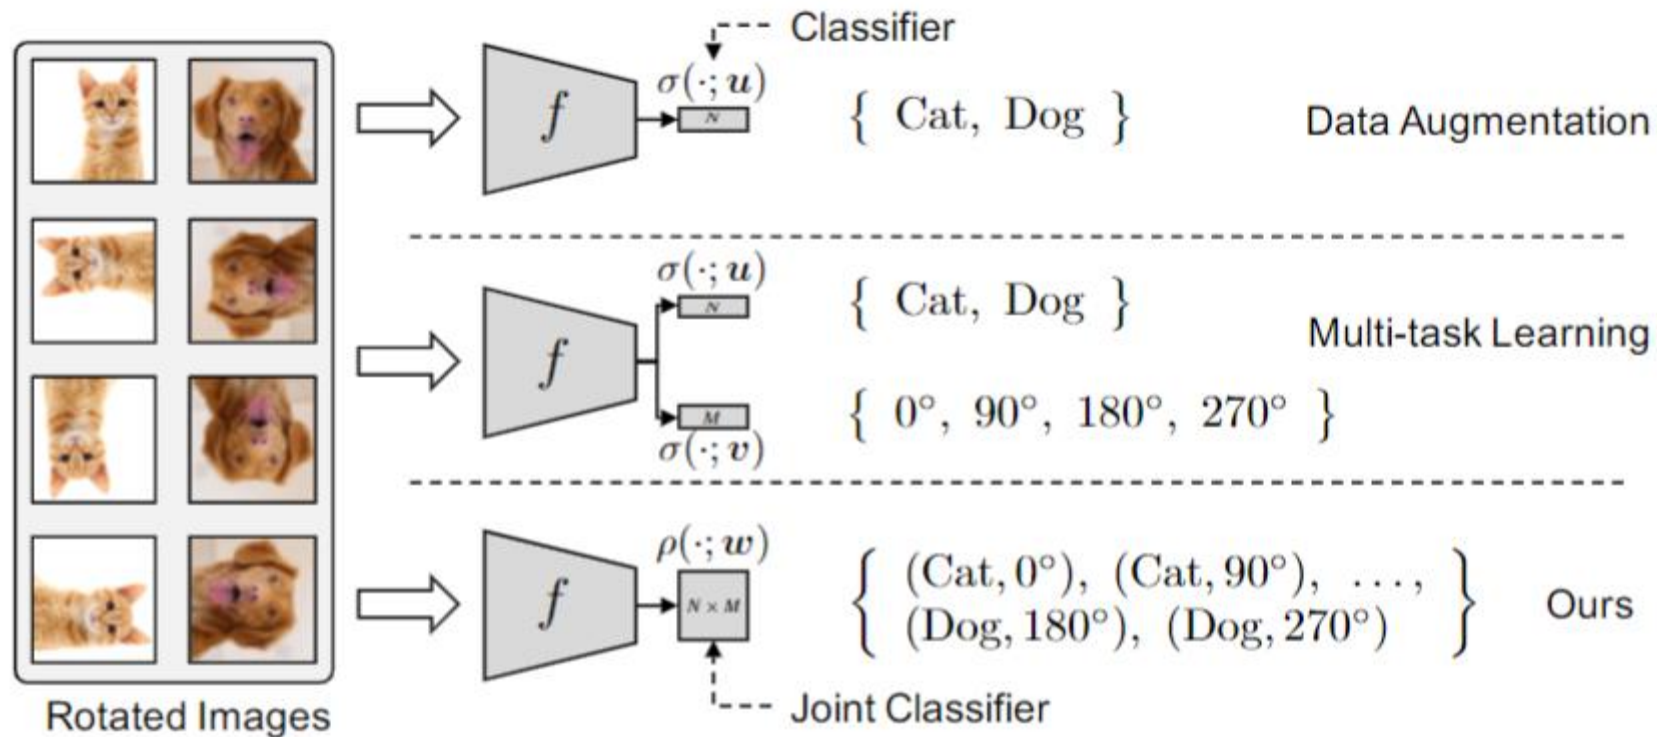 Classifier
σ(·; u)
f
N
{ Cat, Dog }
Data Augmentation
σ(·; u)
N
{ Cat, Dog }
Multi-task Learning
f
M
{ 0°, 90°, 180°, 270° }
σ(·; v)
ρ(·; w)
f
N × M
{ (Cat, 0°), (Cat, 90°), ...,
(Dog, 180°), (Dog, 270°) }
Ours
Rotated Images
Joint Classifier